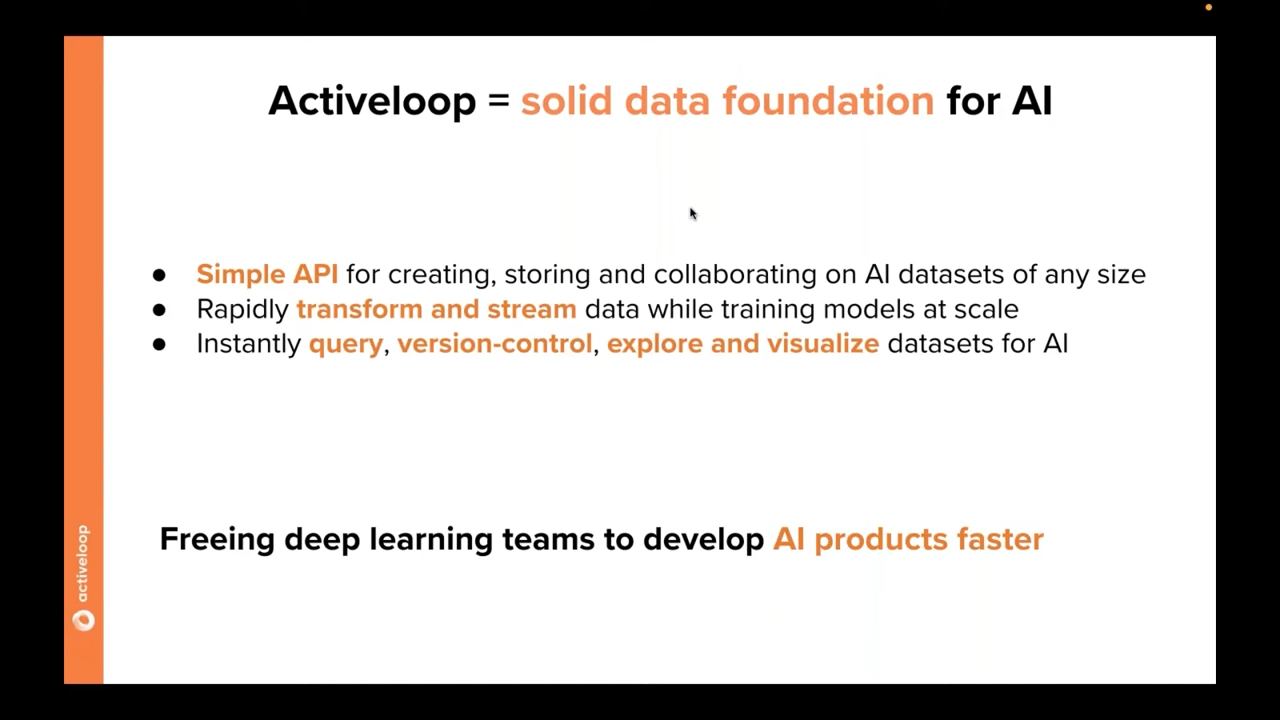 Activeloop = solid data foundation for AI
● Simple API for creating, storing and collaborating on AI datasets of any size
● Rapidly transform and stream data while training models at scale
● Instantly query, version-control, explore and visualize datasets for AI
Freeing deep learning teams to develop AI products faster
activeloop